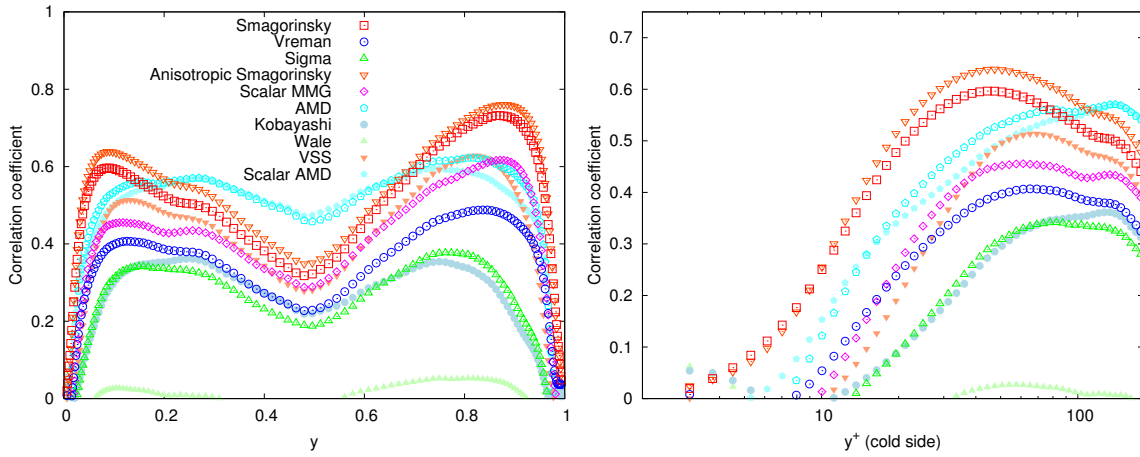 Correlation coefficient
1
0.8
0.6
0.4
0.2
0
0 0.2 0.4 0.6 0.8 1
y
Smagorinsky
Vreman
Sigma
Anisotropic Smagorinsky
Scalar MMG
AMD
Kobayashi
Wale
VSS
Scalar AMD
Correlation coefficient
0.7
0.6
0.5
0.4
0.3
0.2
0.1
0
10 100
y⁺ (cold side)